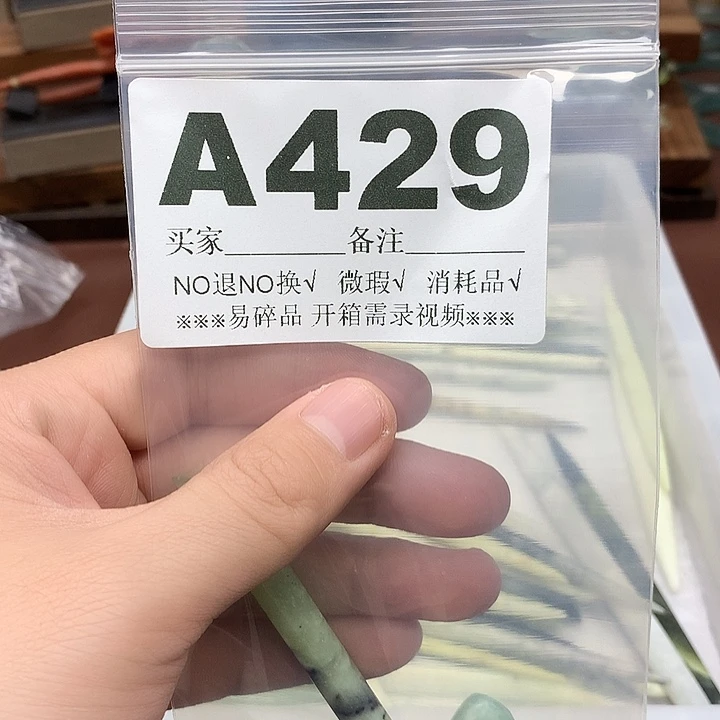 A429
买家________备注________
NO退NO换√ 微瑕√ 消耗品√
※※※易碎品 开箱需录视频※※※